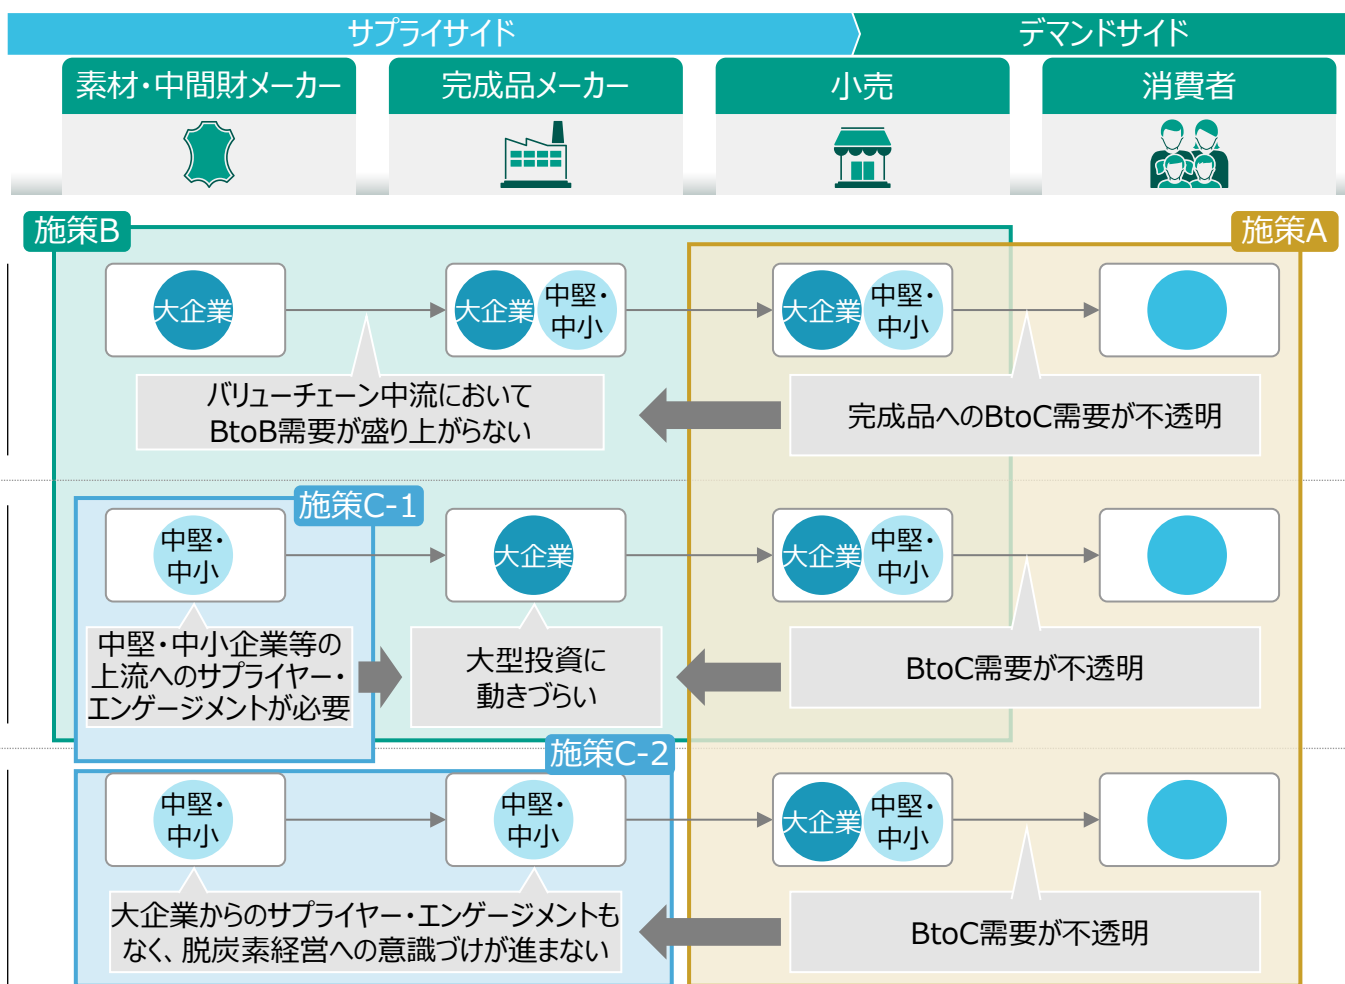 サプライサイド
デマンドサイド
素材・中間財メーカー
完成品メーカー
小売
消費者
施策B
施策A
大企業
大企業
中堅・
中小
大企業
中堅・
中小
バリューチェーン中流において
BtoB需要が盛り上がらない
完成品へのBtoC需要が不透明
施策C-1
中堅・
中小
大企業
大企業
中堅・
中小
中堅・中小企業等の
上流へのサプライヤー・
エンゲージメントが必要
大型投資に
動きづらい
BtoC需要が不透明
施策C-2
中堅・
中小
中堅・
中小
大企業
中堅・
中小
大企業からのサプライヤー・エンゲージメントも
なく、脱炭素経営への意識づけが進まない
BtoC需要が不透明